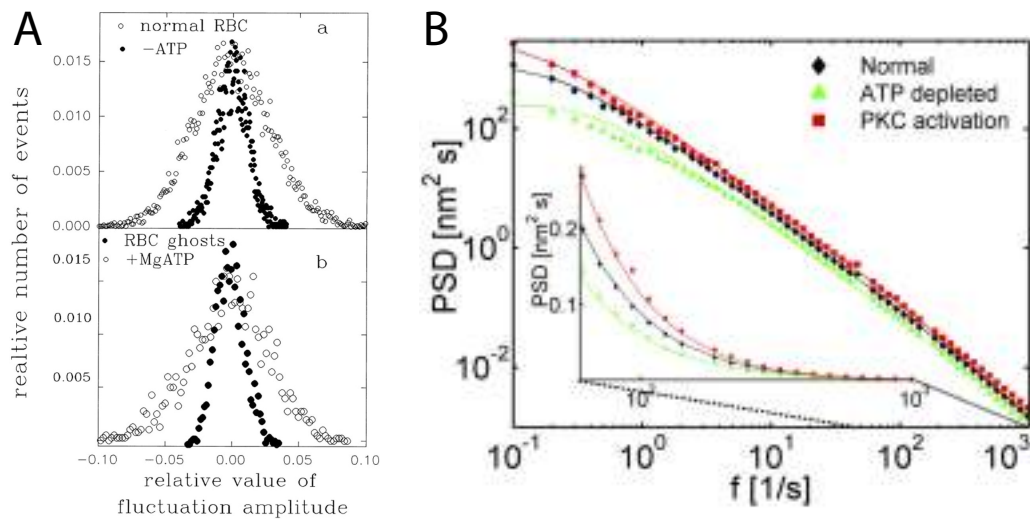 A
B
○ normal RBC
● −ATP
a
0.015
0.010
0.005
0.000
RBC ghosts
+MgATP
b
0.015
0.010
0.005
−0.10
−0.05
0.00
0.05
0.10
realtive number of events
relative value of
fluctuation amplitude
Normal
ATP depleted
PKC activation
PSD [nm² s]
10²
10⁰
10⁻²
PSD [nm² s]
0.2
0.1
10⁻¹
10⁰
10¹
10²
10³
f [1/s]